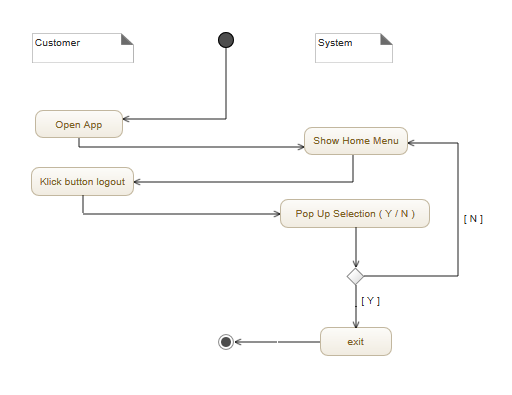 Customer
System
Open App
Show Home Menu
Klick button logout
Pop Up Selection ( Y / N )
[ N ]
[ Y ]
exit